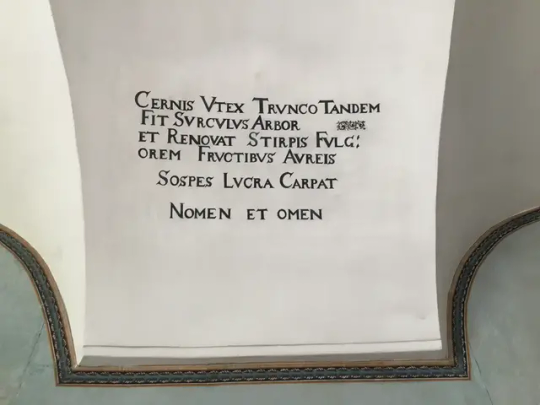 CERNIS VTEX TRVNCO TANDEM
FIT SVRCVLVS ARBOR
ET RENOVAT STIRPIS FVLG:
OREM FRVCTIBVS AVREIS
SOSPES LVCRA CARPAT
NOMEN ET OMEN